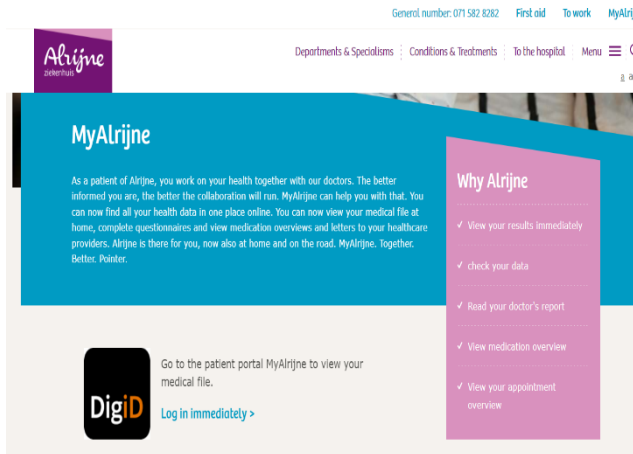 General number: 071 582 8282 First aid To work MyAlrij
Alrijne
ziekenhuis
Departments & Specialisms Conditions & Treatments To the hospital Menu
a a
MyAlrijne
As a patient of Alrijne, you work on your health together with our doctors. The better
informed you are, the better the collaboration will run. MyAlrijne can help you with that. You
can now find all your health data in one place online. You can now view your medical file at
home, complete questionnaires and view medication overviews and letters to your healthcare
providers. Alrijne is there for you, now also at home and on the road. MyAlrijne. Together.
Better. Pointer.
Why Alrijne
✓ View your results immediately
✓ check your data
✓ Read your doctor's report
✓ View medication overview
✓ View your appointment
overview
DigiD
Go to the patient portal MyAlrijne to view your
medical file.
Log in immediately >